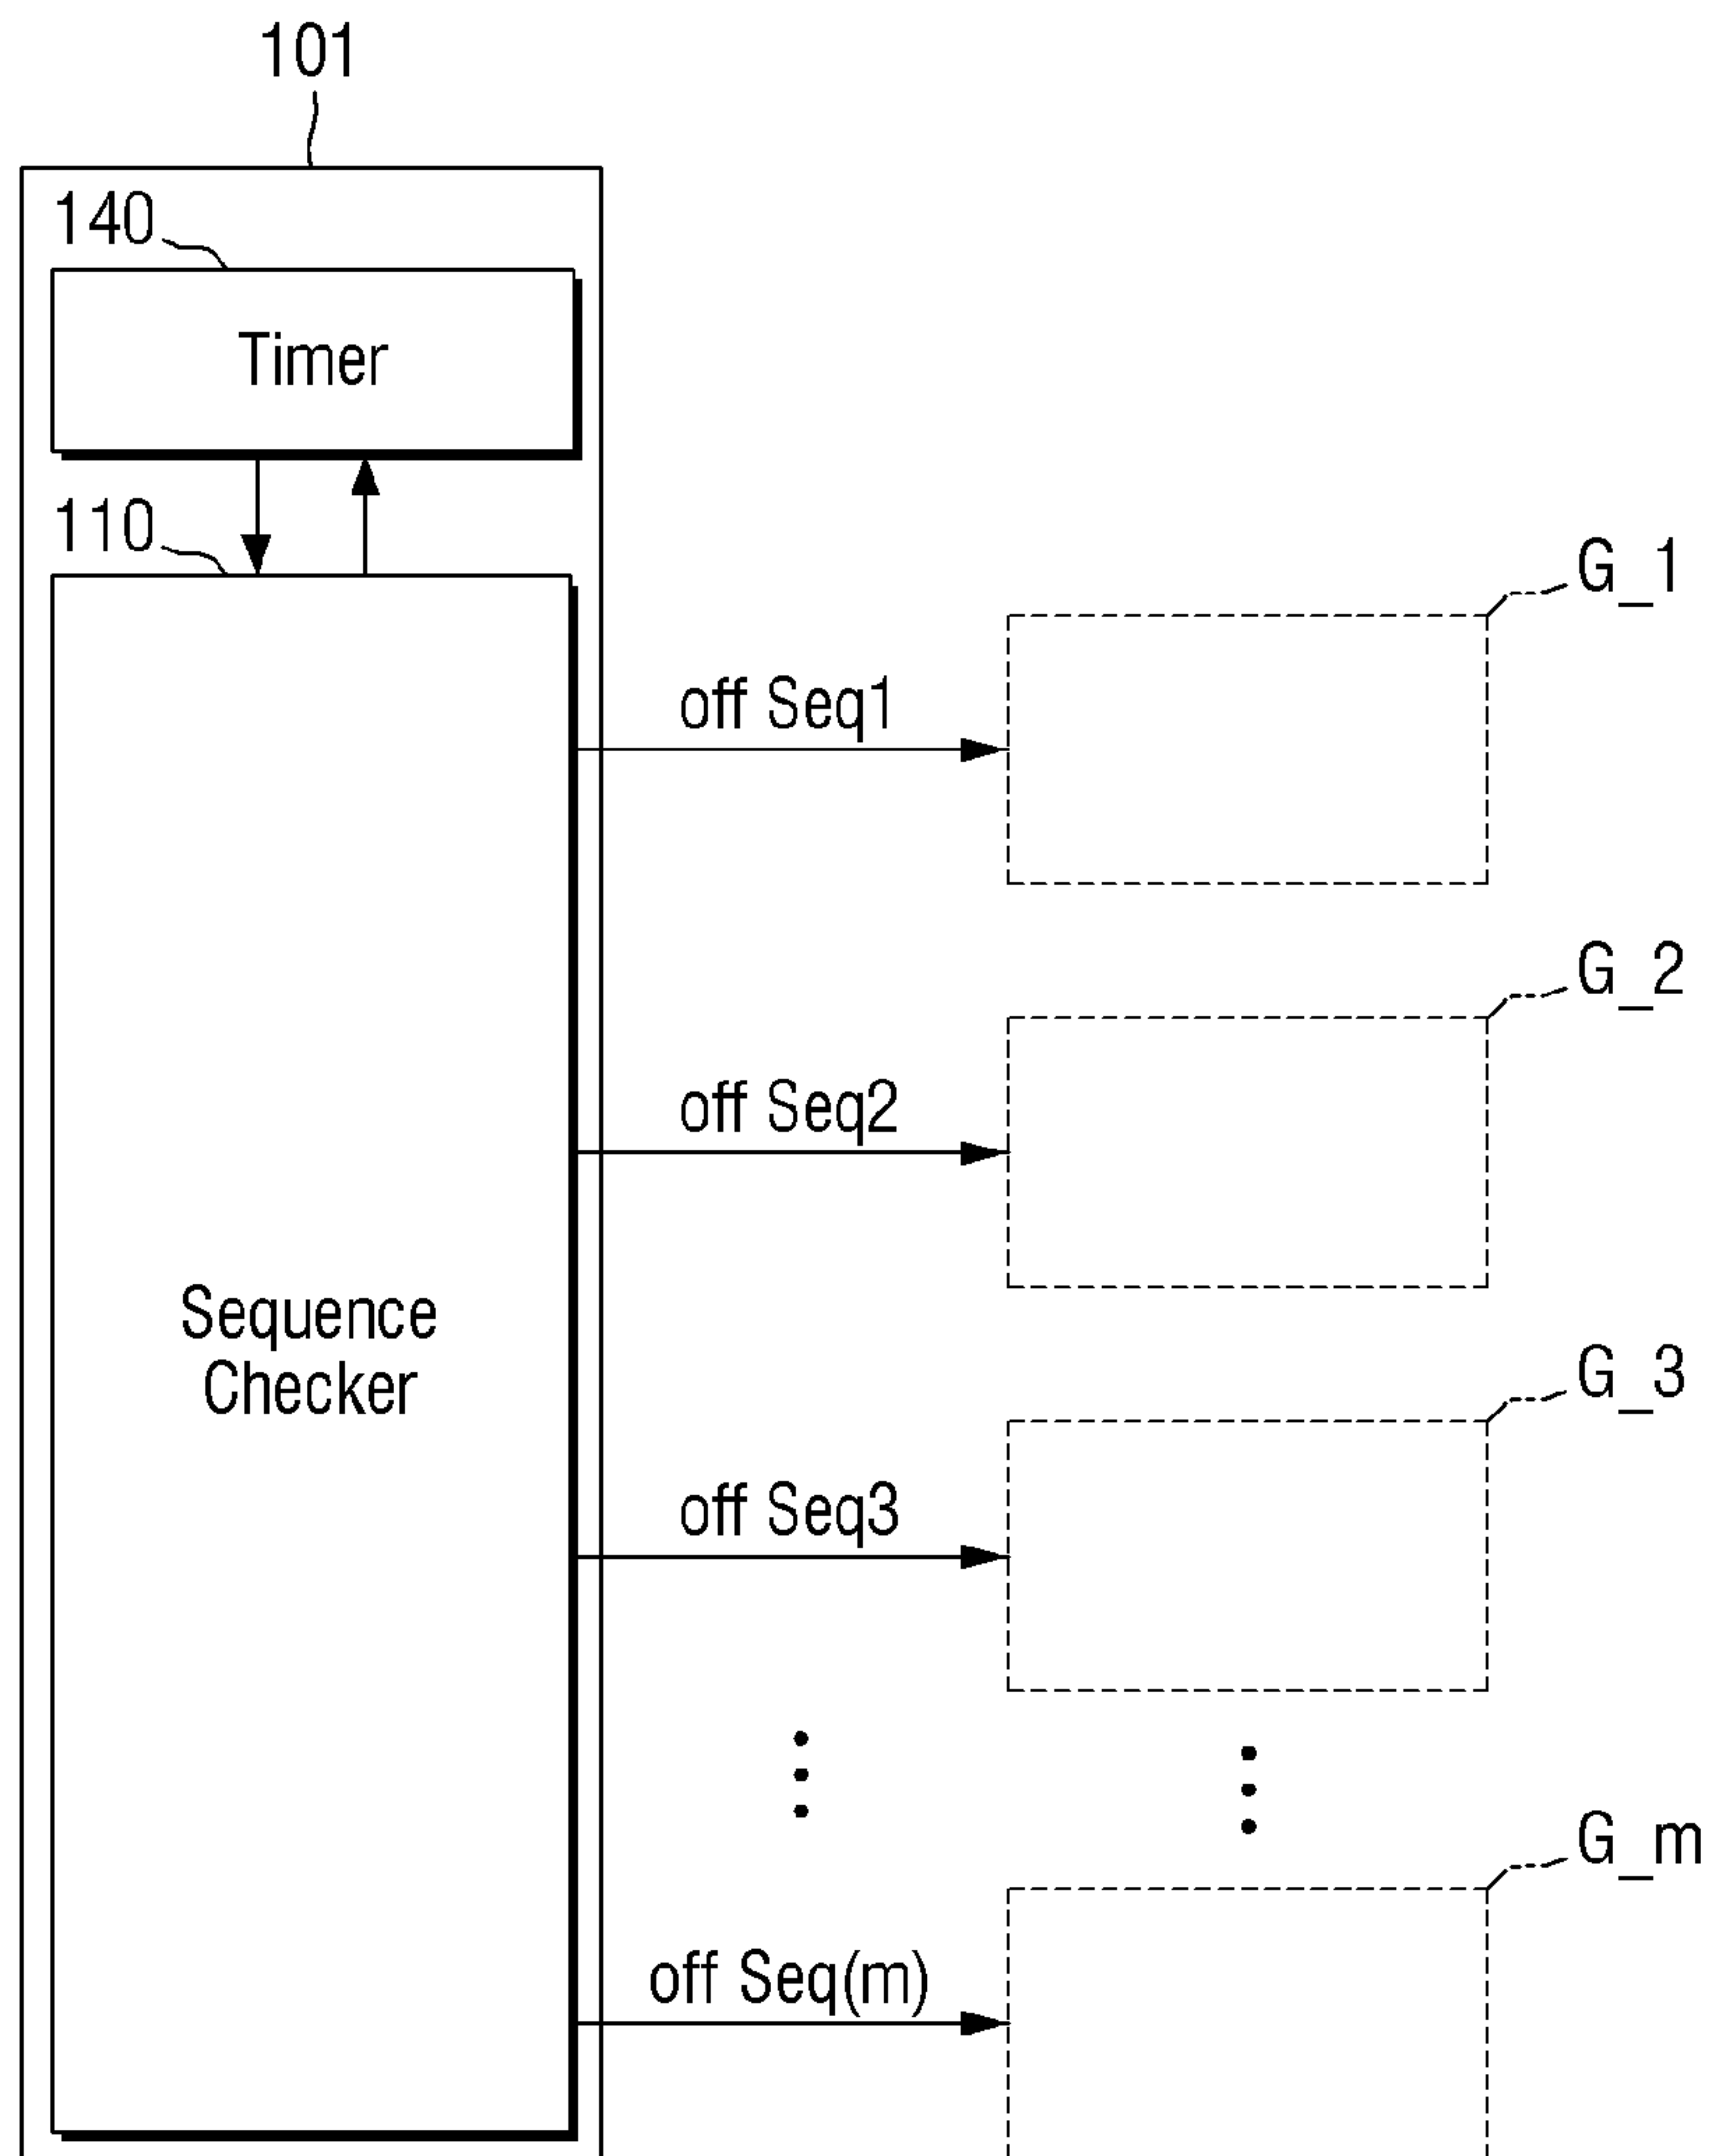 101
140
Timer
110
G_1
off Seq1
G_2
off Seq2
Sequence
Checker
G_3
off Seq3
G_m
off Seq(m)